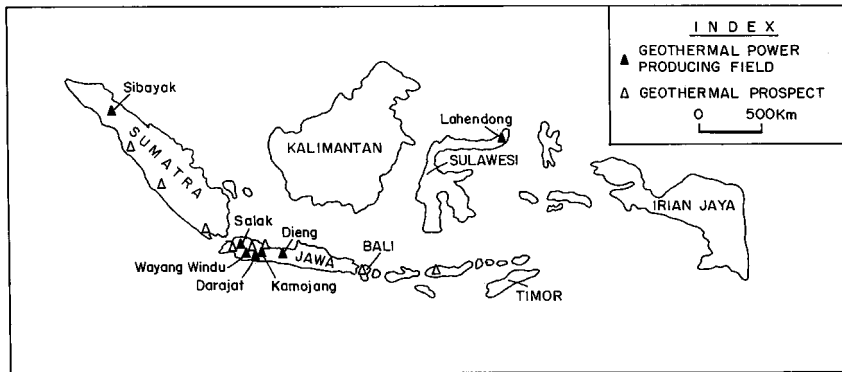 INDEX
GEOTHERMAL POWER
PRODUCING FIELD
GEOTHERMAL PROSPECT
0 500Km
Sibayak
SUMATRA
KALIMANTAN
Lahendong
SULAWESI
IRIAN JAYA
Salak
Dieng
JAWA
BALI
Wayang Windu
Darajat
Kamojang
TIMOR